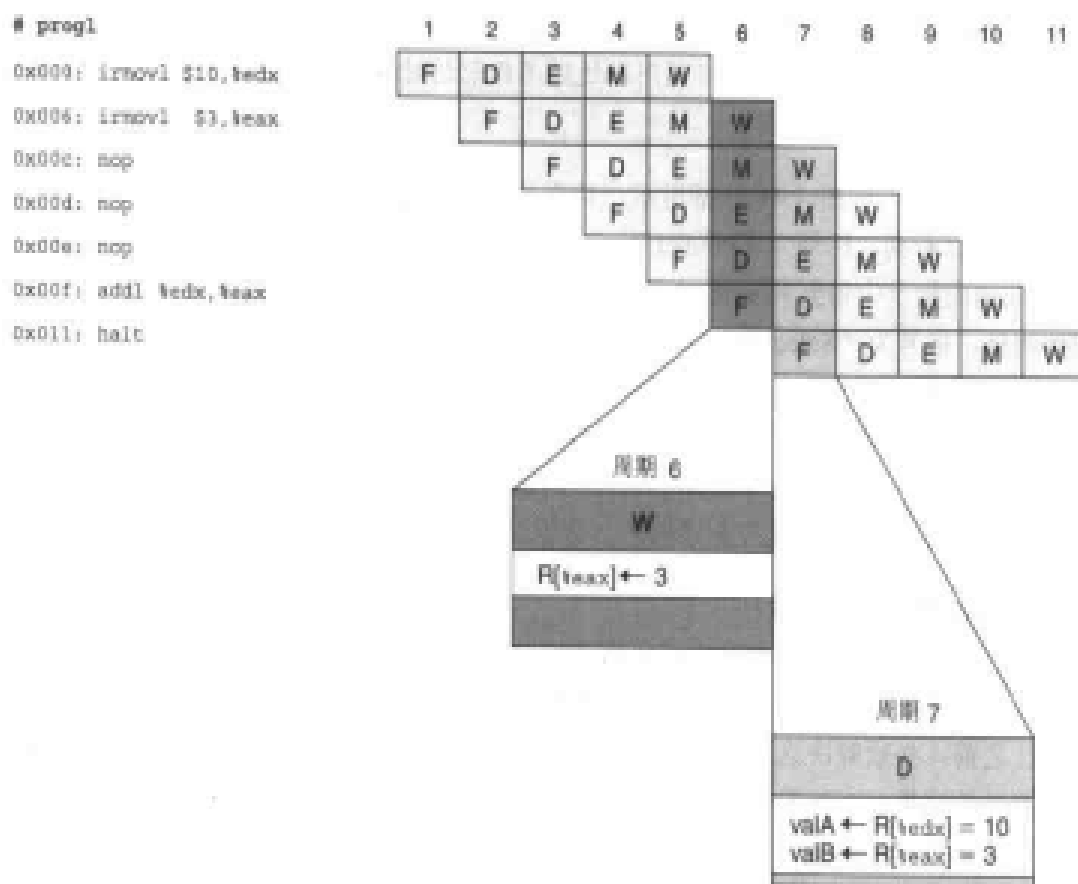 # prog1
1 2 3 4 5 6 7 8 9 10 11
0x000: irmovl $10,%edx F D E M W
0x006: irmovl $3,%eax F D E M W
0x00c: nop F D E M W
0x00d: nop F D E M W
0x00e: nop F D E M W
0x00f: addl %edx,%eax F D E M W
0x011: halt F D E M W
周期 6
W
R[%eax]← 3
周期 7
D
valA ← R[%edx] = 10
valB ← R[%eax] = 3